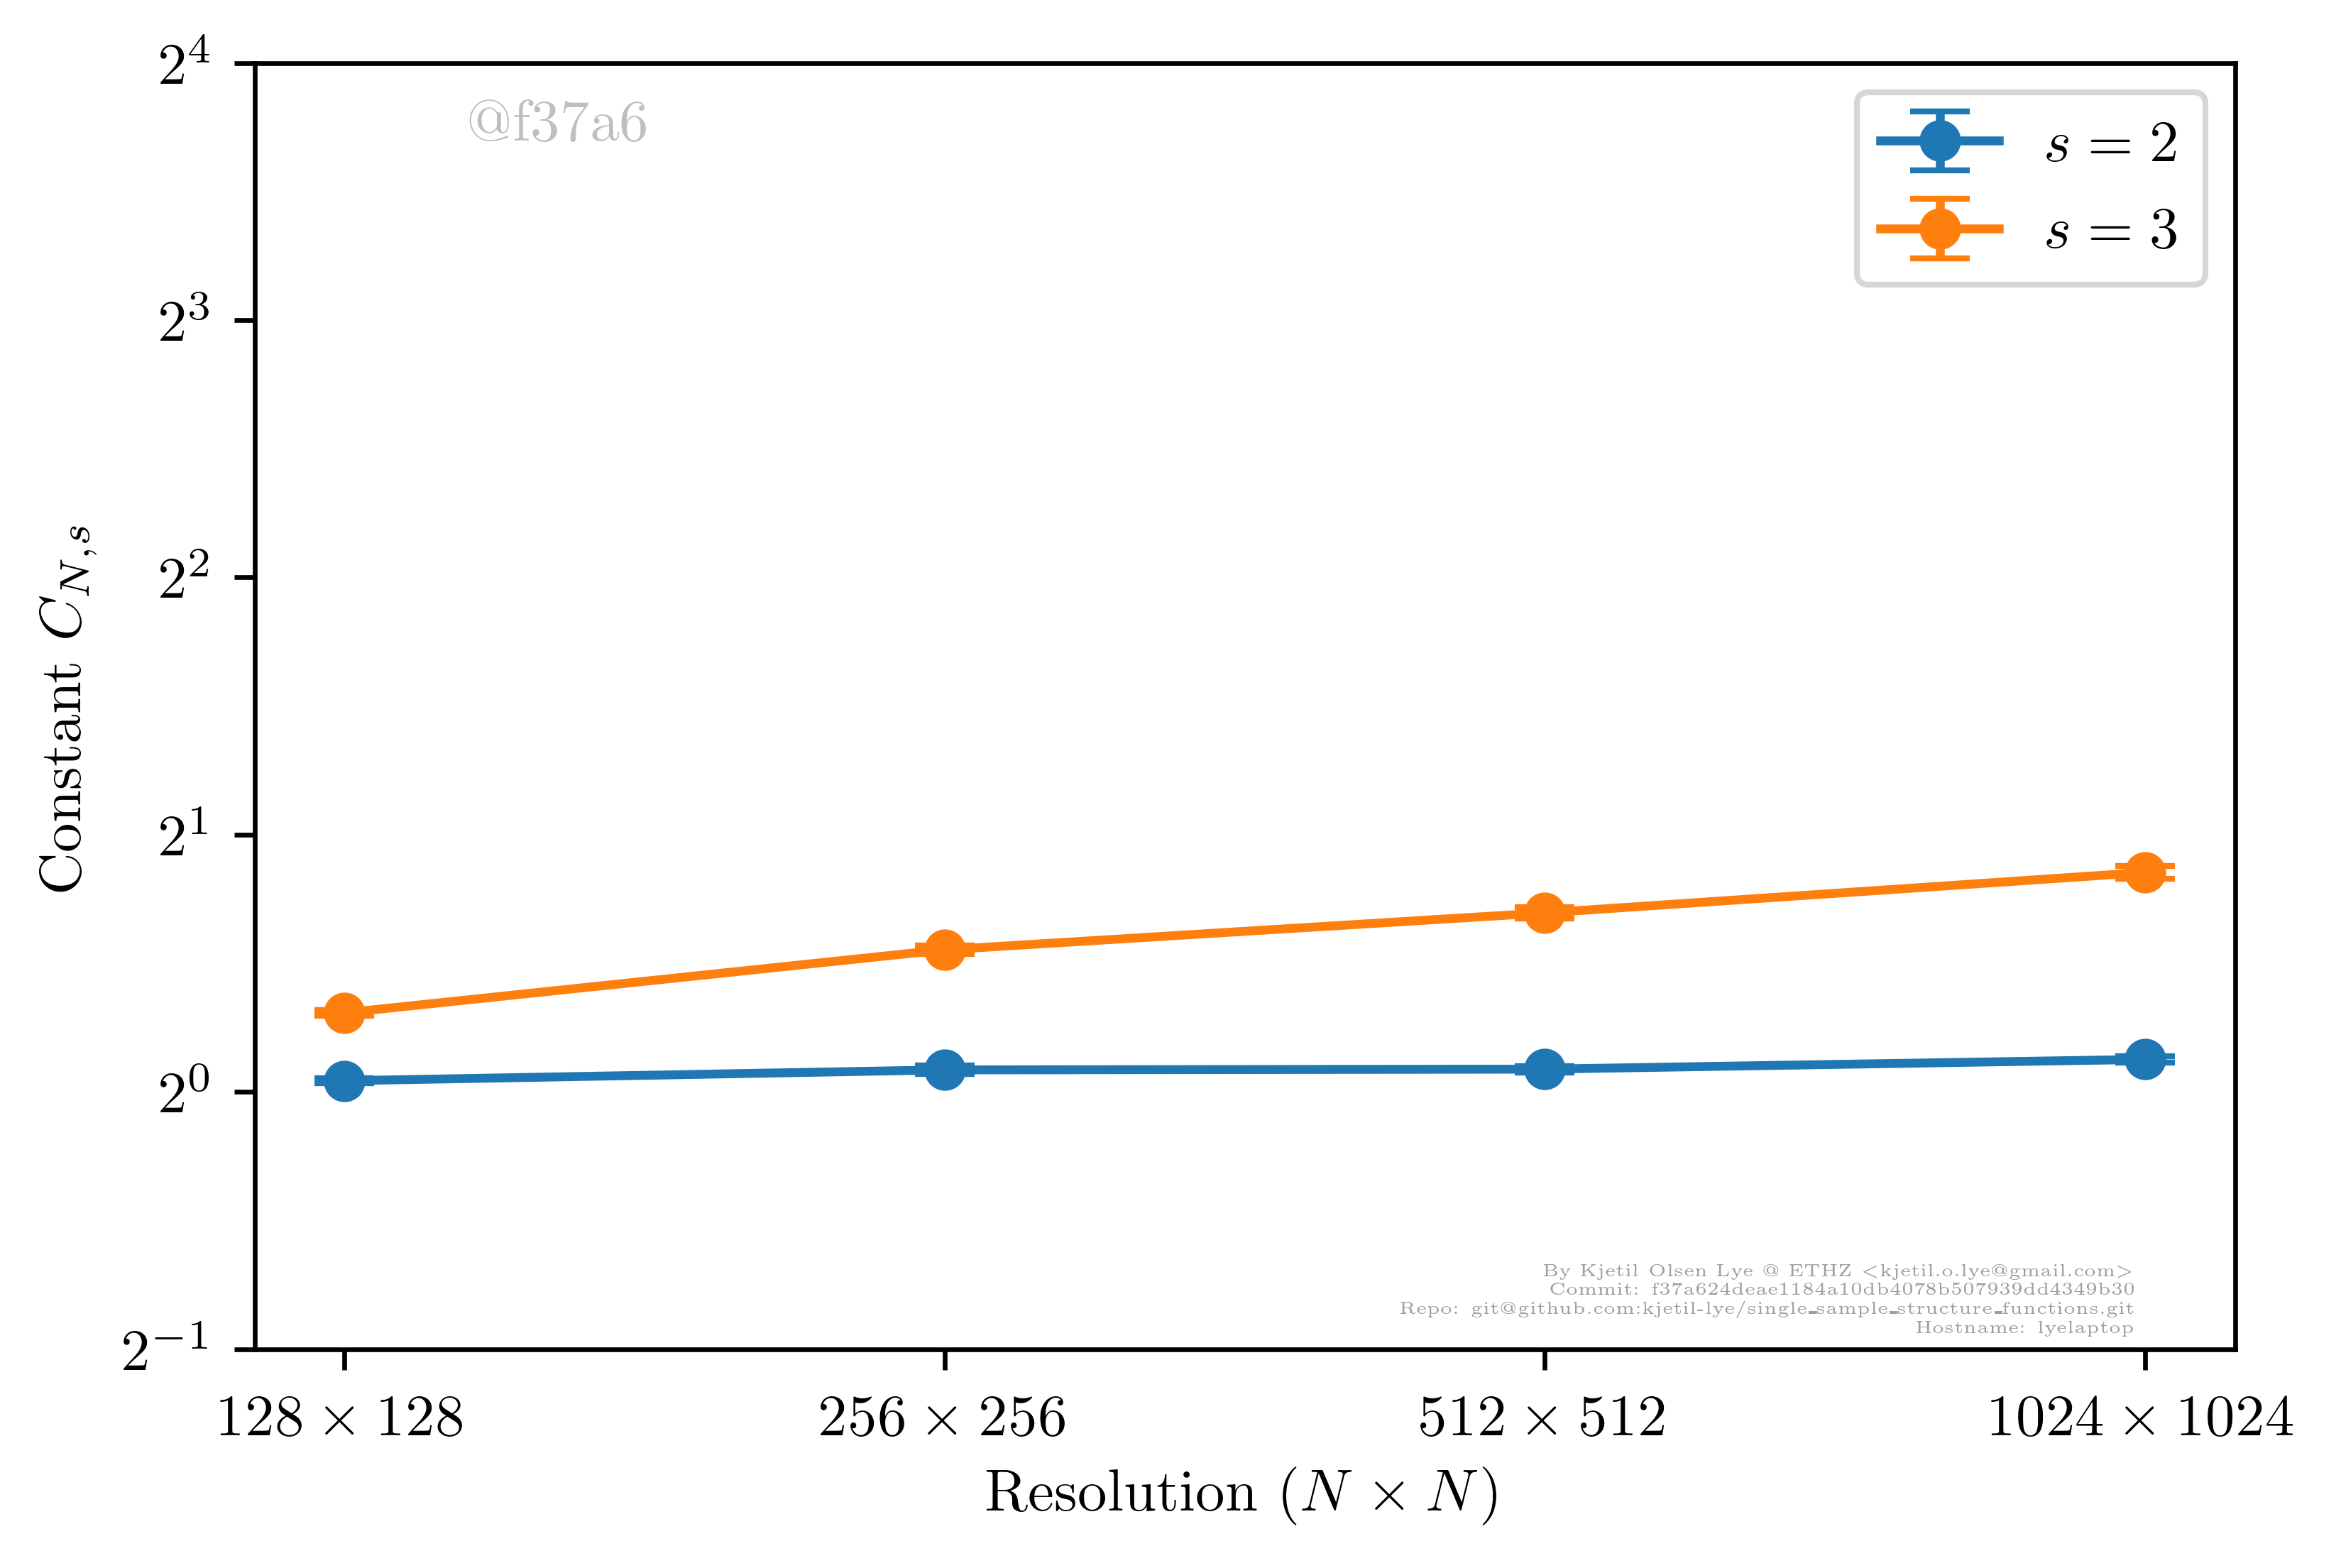 2^4
@f37a6
s = 2
s = 3
2^3
2^2
2^1
2^0
2^{-1}
Constant C_{N,s}
By Kjetil Olsen Lye @ ETHZ <kjetil.o.lye@gmail.com>
Commit: f37a624deae1184a10db4078b507939dd4349b30
Repo: git@github.com:kjetil-lye/single_sample_structure_functions.git
Hostname: lyelaptop
128 × 128
256 × 256
512 × 512
1024 × 1024
Resolution (N × N)